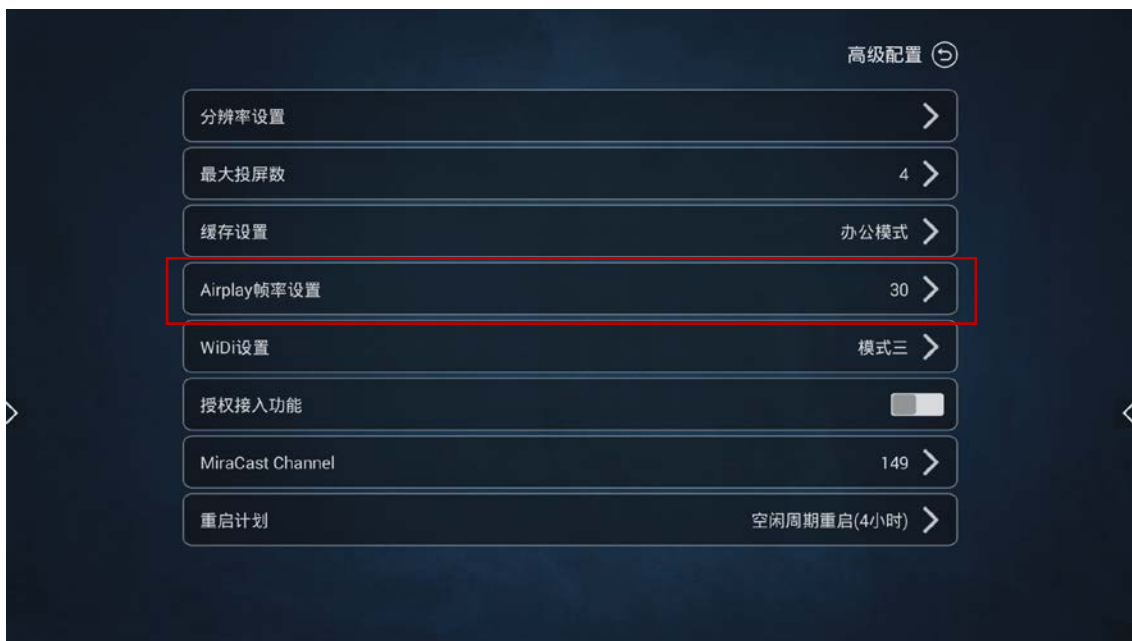 高级配置
分辨率设置
最大投屏数 4
缓存设置 办公模式
Airplay帧率设置 30
WiDi设置 模式三
授权接入功能
MiraCast Channel 149
重启计划 空闲周期重启(4小时)